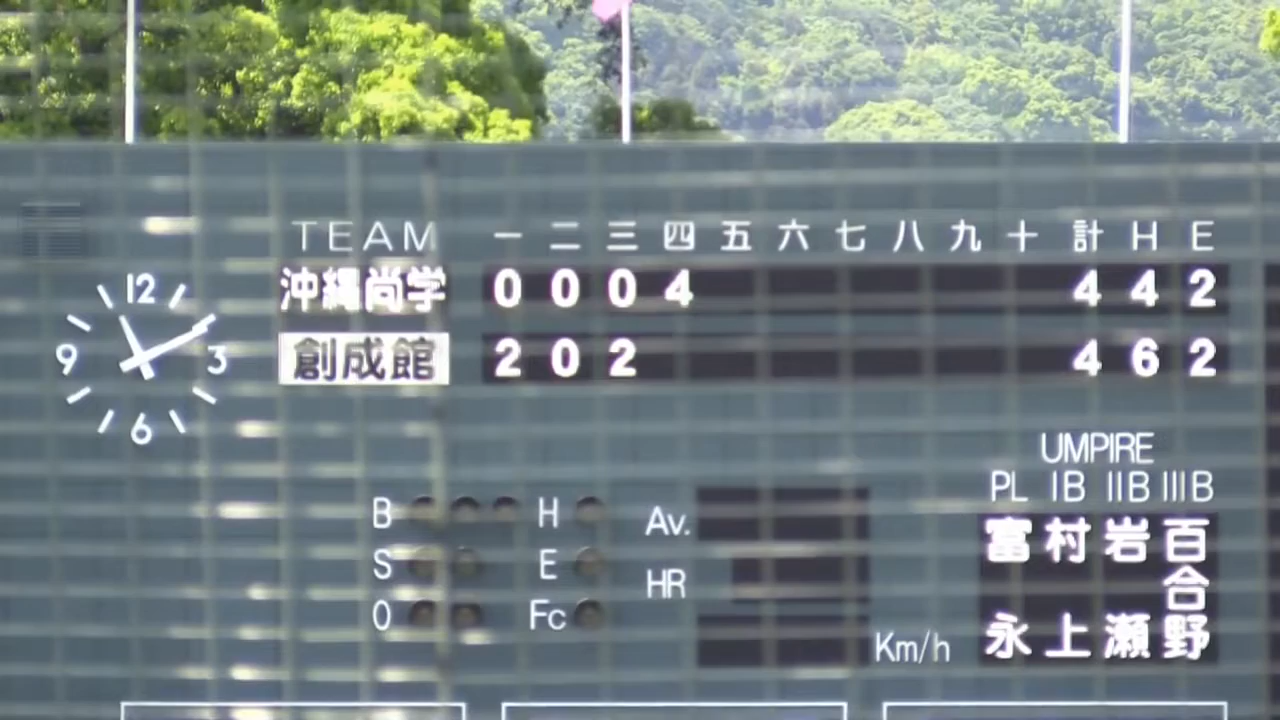 TEAM 一 二 三 四 五 六 七 八 九 十 計 H E
沖縄尚学 0 0 0 4 4 4 2
創成館 2 0 2 4 6 2
12
9 3
6
UMPIRE
PL IB IIB IIIB
富永 村上 岩瀬 百合野
B H Av.
S E HR
O Fc
Km/h